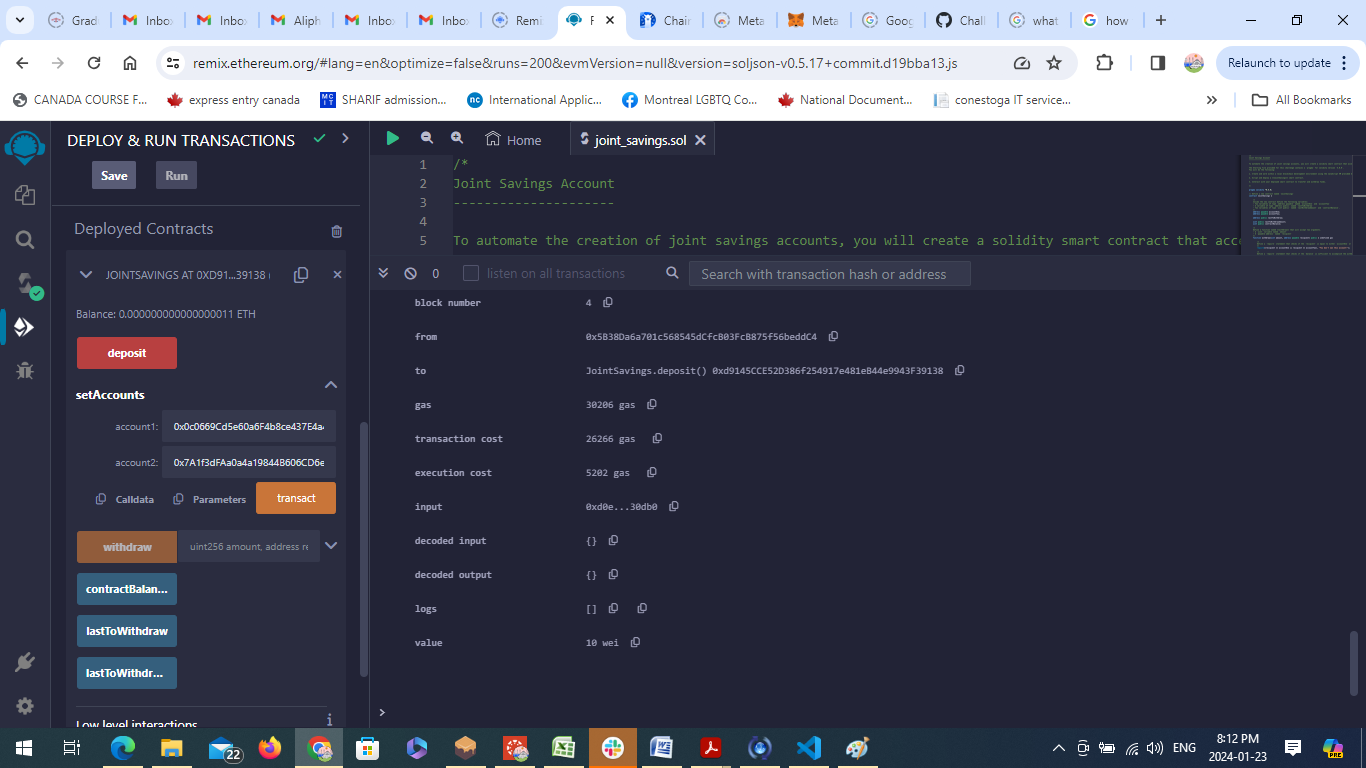 Gradi
Inbox
Inbox
Aliph
Inbox
Inbox
Remi
F
Chair
Meta
Meta
Goog
Chall
what
how
remix.ethereum.org/#lang=en&optimize=false&runs=200&evmVersion=null&version=soljson-v0.5.17+commit.d19bba13.js
Relaunch to update
CANADA COURSE F...
express entry canada
SHARIF admission...
International Applic...
Montreal LGBTQ Co...
National Document...
conestoga IT service...
All Bookmarks
DEPLOY & RUN TRANSACTIONS
Save
Run
Deployed Contracts
JOINTSAVINGS AT 0XD91...39138 (
Balance: 0.000000000000000011 ETH
deposit
setAccounts
account1:
0x0c0669Cd5e60a6F4b8ce437E4a4
account2:
0x7A1f3dFAa0a4a19844B606CD6e
Calldata
Parameters
transact
withdraw
uint256 amount, address re
contractBalan...
lastToWithdraw
lastToWithdr...
Low level interactions
i
Home
joint_savings.sol
1 /*
2 Joint Savings Account
3 --------------------
4
5 To automate the creation of joint savings accounts, you will create a solidity smart contract that acc
0
listen on all transactions
Search with transaction hash or address
block number 4
from 0x5B38Da6a701c568545dCfcB03FcB875f56beddC4
to JointSavings.deposit() 0xd9145CCE52D386f254917e481eB44e9943F39138
gas 30206 gas
transaction cost 26266 gas
execution cost 5202 gas
input 0xd0e...30db0
decoded input {}
decoded output {}
logs []
value 10 wei
>
22
ENG
8:12 PM
2024-01-23
PRE